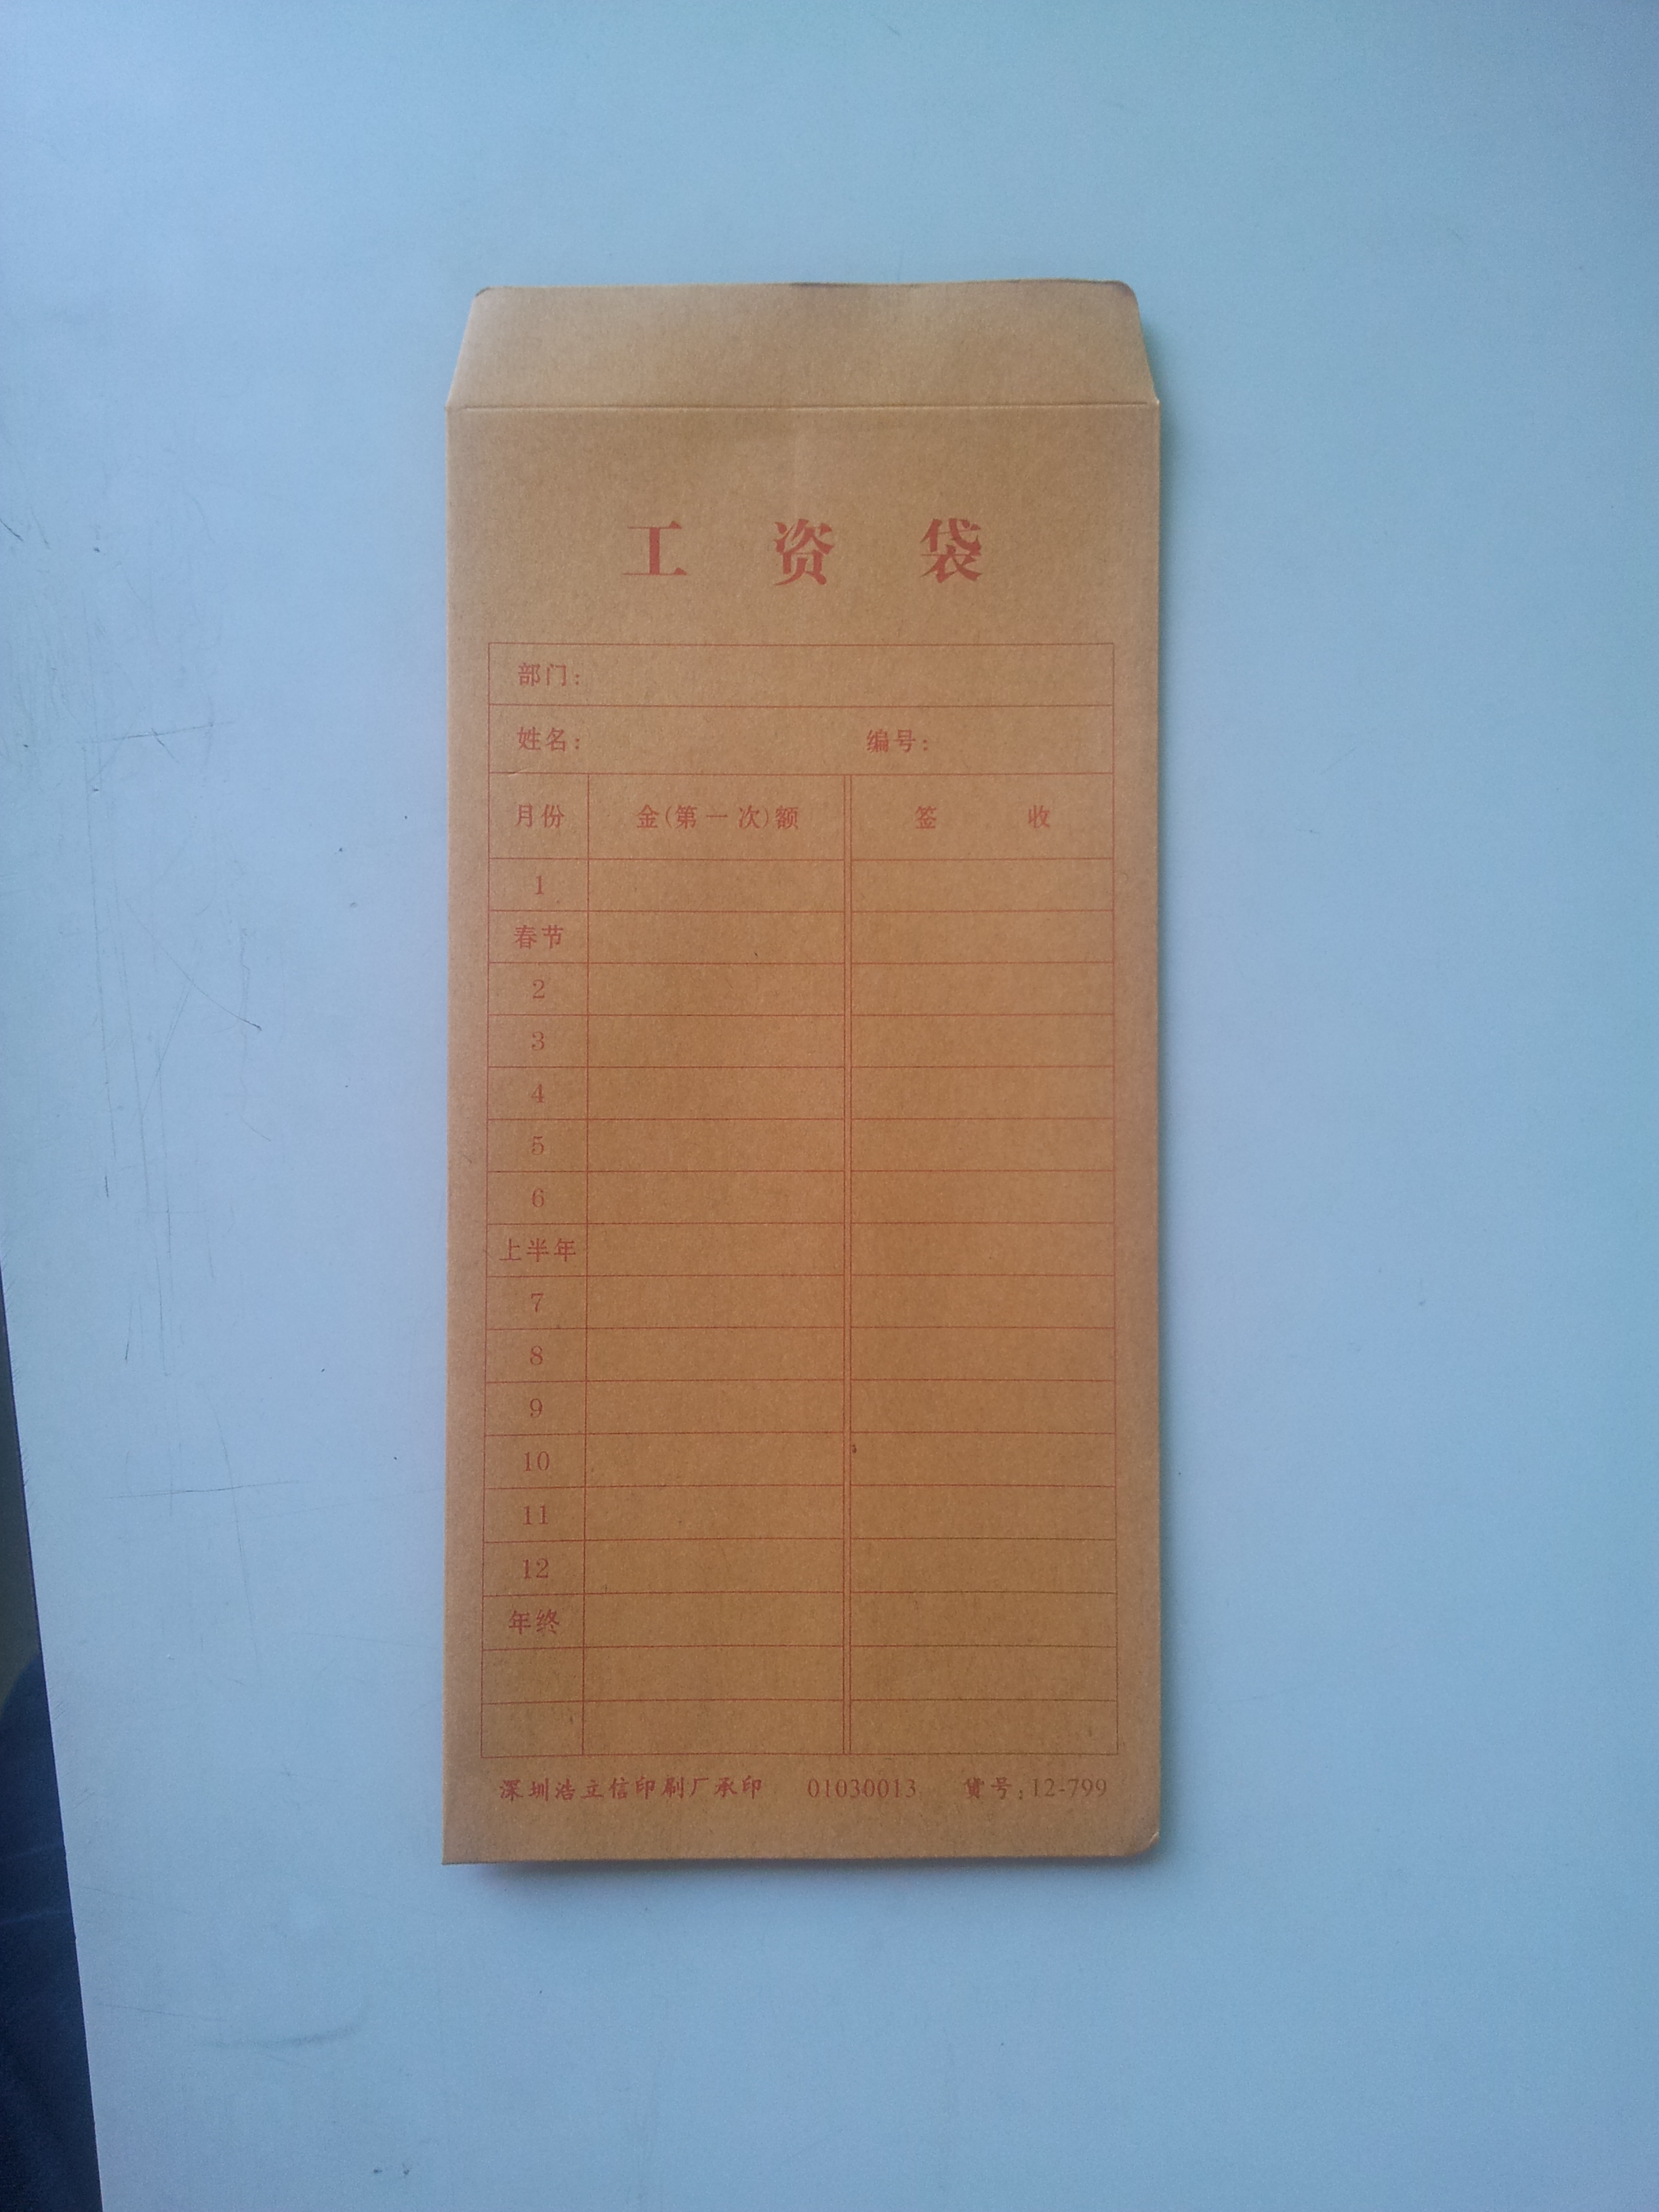 工资袋
部门：
姓名： 编号：
月份 金(第一次)额 签收
1
春节
2
3
4
5
6
上半年
7
8
9
10
11
12
年终
深圳浩立信印刷厂承印 01030013 货号：12-799